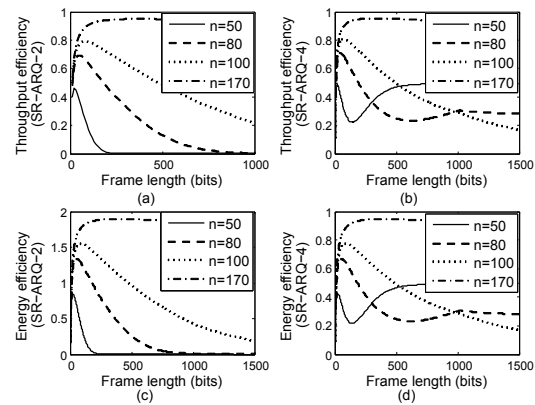 Throughput efficiency
(SR−ARQ−2)
1
0.8
0.6
0.4
0.2
0
0 500 1000
n=50
n=80
n=100
n=170
Frame length (bits)
(a)
Throughput efficiency
(SR−ARQ−4)
1
0.8
0.6
0.4
0.2
0
0 500 1000 1500
n=50
n=80
n=100
n=170
Frame length (bits)
(b)
Energy efficiency
(SR−ARQ−2)
2
1.5
1
0.5
0
0 500 1000 1500
n=50
n=80
n=100
n=170
Frame length (bits)
(c)
Energy efficiency
(SR−ARQ−4)
1
0.8
0.6
0.4
0.2
0
0 500 1000 1500
n=50
n=80
n=100
n=170
Frame length (bits)
(d)